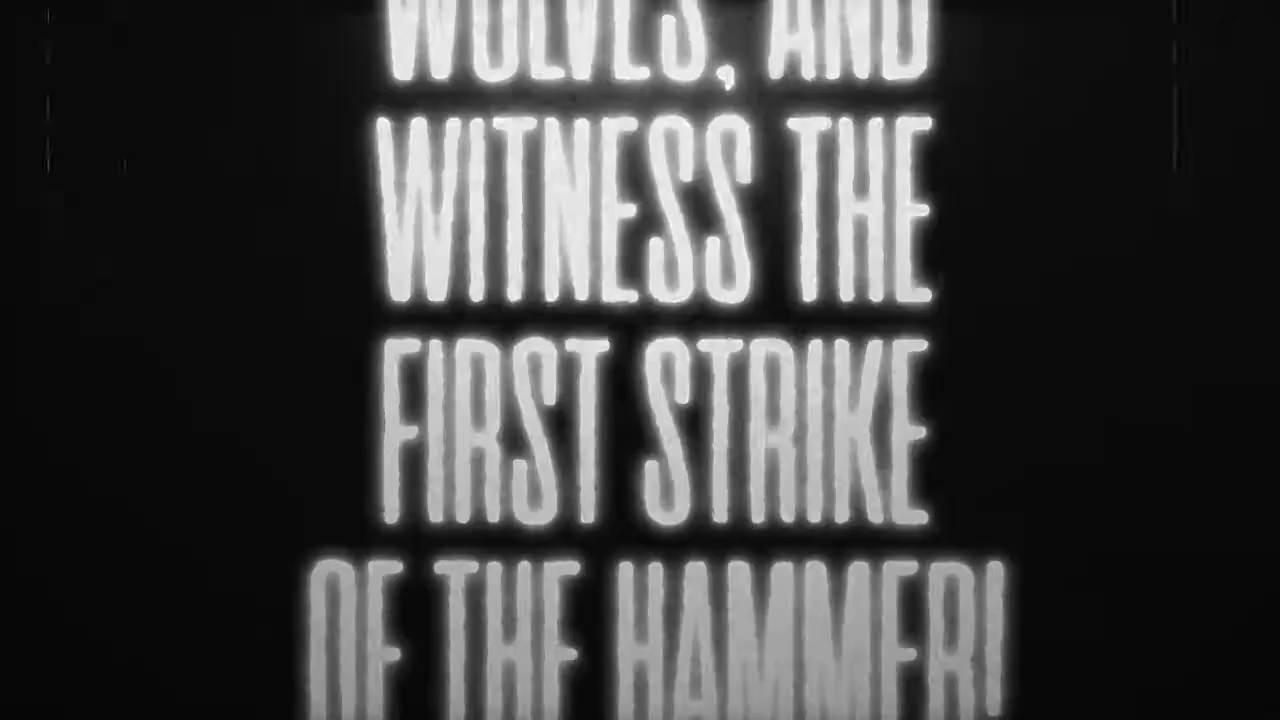 WOLVES, AND
WITNESS THE
FIRST STRIKE
OF THE HAMMER!